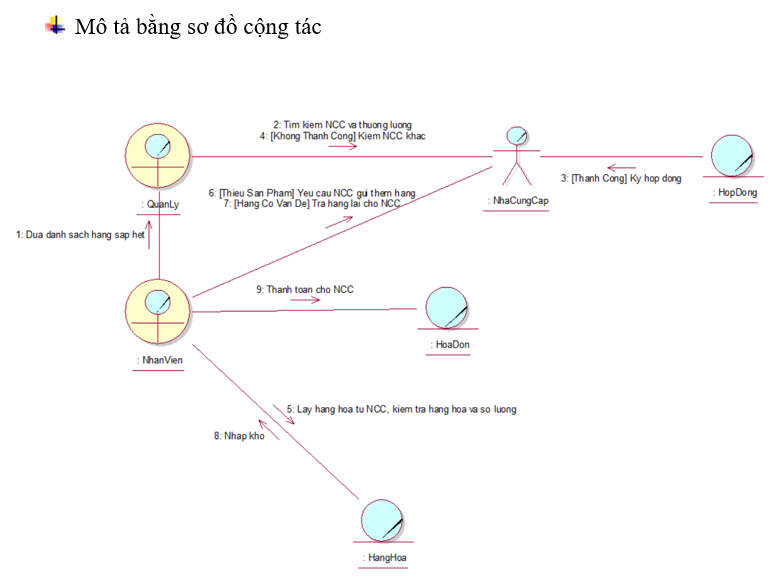 Mô tả bằng sơ đồ cộng tác
2: Tim kiem NCC va thuong luong
4: [Khong Thanh Cong] Kiem NCC khac
3: [Thanh Cong] Ky hop dong
: HopDong
: NhaCungCap
6: [Thieu San Pham] Yeu cau NCC gui them hang
7: [Hang Co Van De] Tra hang lai cho NCC
: QuanLy
1: Dua danh sach hang sap het
9: Thanh toan cho NCC
: HoaDon
: NhanVien
5: Lay hang hoa tu NCC, kiem tra hang hoa va so luong
8: Nhap kho
: HangHoa